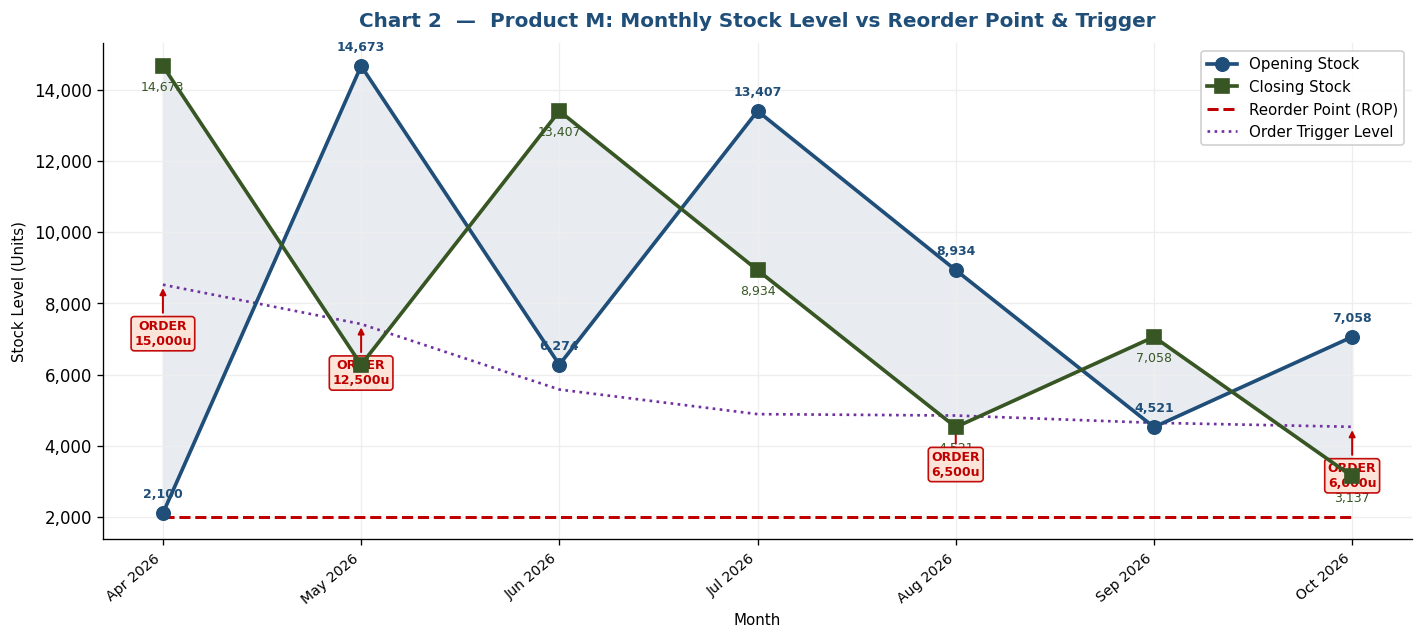 Chart 2 — Product M: Monthly Stock Level vs Reorder Point & Trigger
Stock Level (Units)
14,000
12,000
10,000
8,000
6,000
4,000
2,000
Opening Stock
Closing Stock
Reorder Point (ROP)
Order Trigger Level
14,673
14,673
13,407
13,407
8,934
8,934
6,274
7,058
7,058
4,521
4,521
2,100
3,137
ORDER
15,000u
ORDER
12,500u
ORDER
6,500u
ORDER
6,000u
Apr 2026
May 2026
Jun 2026
Jul 2026
Aug 2026
Sep 2026
Oct 2026
Month